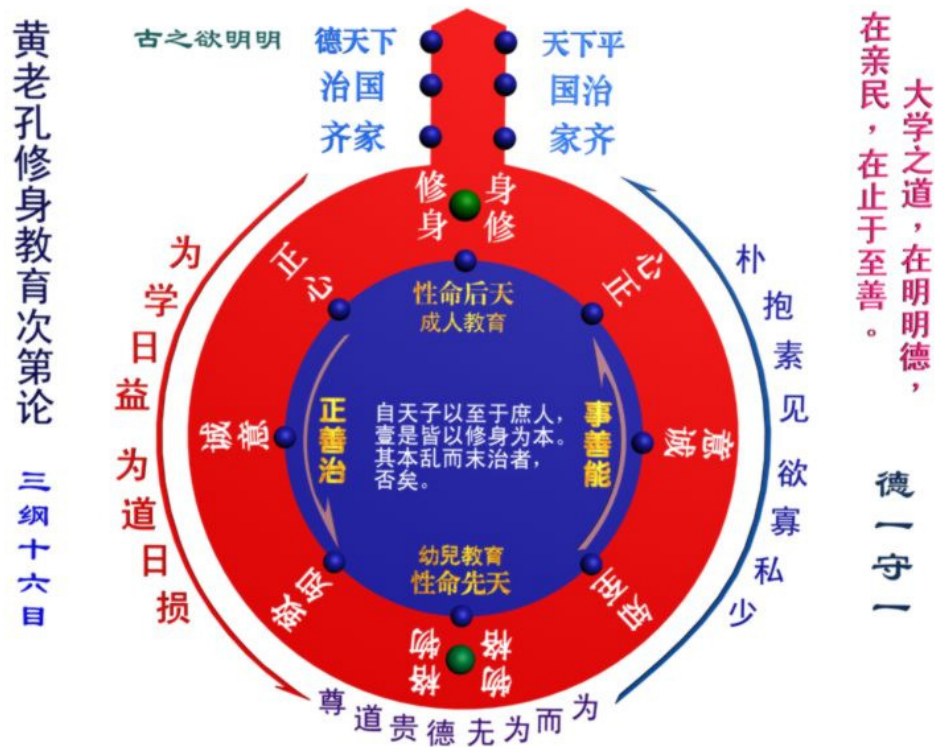 黄老孔修身教育次第论
三纲十六目
古之欲明明
德天下
治国
齐家
天下平
国治
家齐
大学之道，在明明德，
在亲民，在止于至善。
德一守一
修身
身修
正心
心正
诚意
意诚
致知
知至
格物
物格
为学日益
为道日损
少私寡欲见素抱朴
尊道贵德无为而为
性命后天
成人教育
正善治
事善能
自天子以至于庶人，
壹是皆以修身为本。
其本乱而末治者，
否矣。
幼兒教育
性命先天